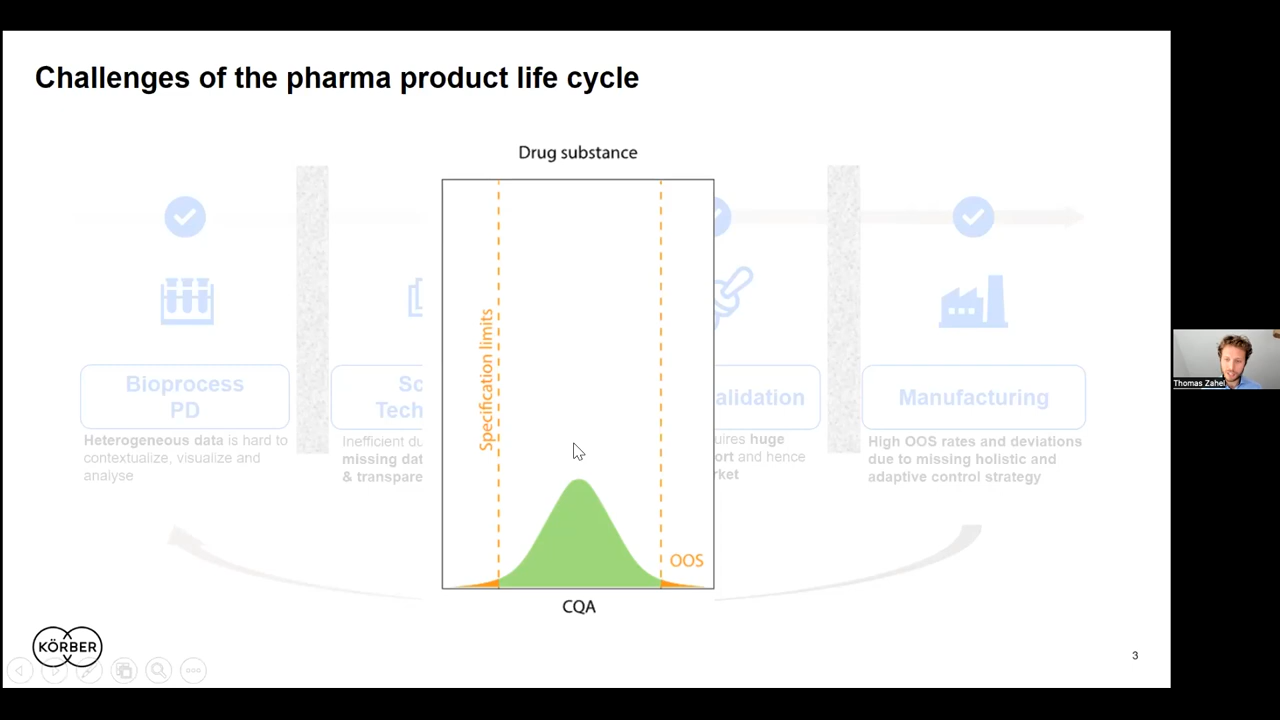 Challenges of the pharma product life cycle
Drug substance
Specification limits
OOS
CQA
Bioprocess
PD
Heterogeneous data is hard to
contextualize, visualize and
analyse
Sc
Tech
Inefficient du
missing dat
& transpare
alidation
uires huge
ort and hence
rket
Manufacturing
High OOS rates and deviations
due to missing holistic and
adaptive control strategy
KÖRBER
3
Thomas Zahel